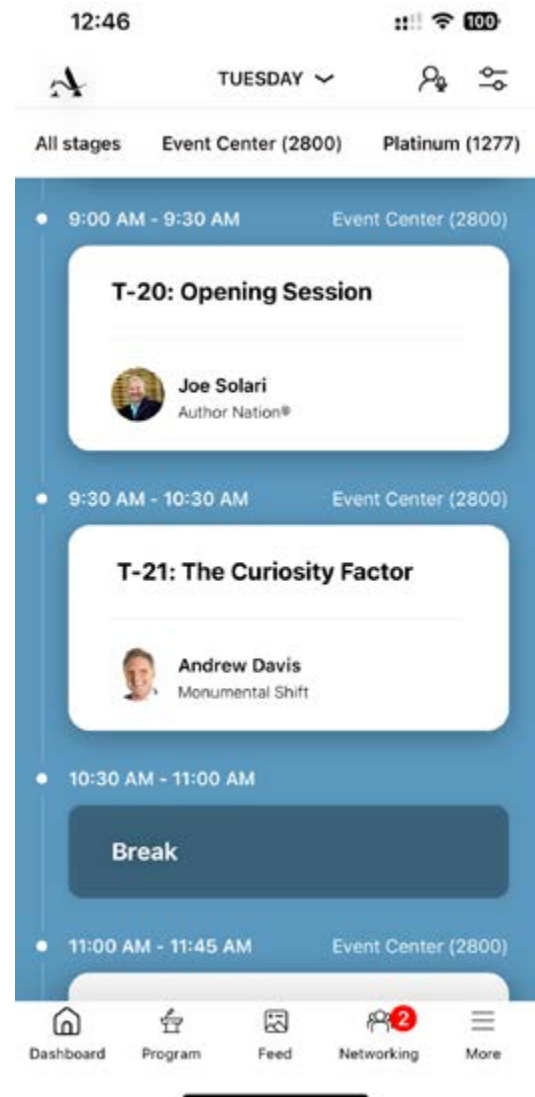 12:46
100
TUESDAY
All stages Event Center (2800) Platinum (1277)
9:00 AM - 9:30 AM Event Center (2800)
T-20: Opening Session
Joe Solari
Author Nation®
9:30 AM - 10:30 AM Event Center (2800)
T-21: The Curiosity Factor
Andrew Davis
Monumental Shift
10:30 AM - 11:00 AM
Break
11:00 AM - 11:45 AM Event Center (2800)
2
Dashboard Program Feed Networking More